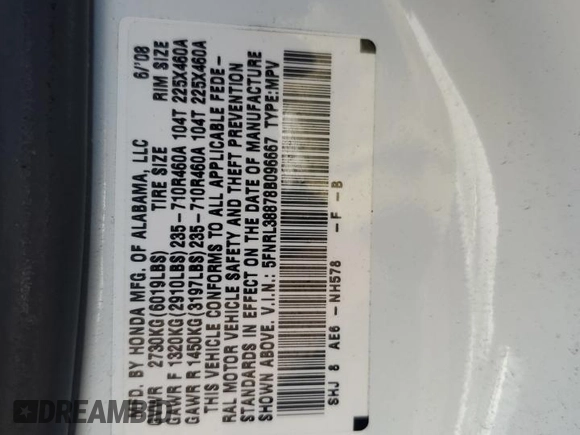 MFD. BY HONDA MFG. OF ALABAMA, LLC 6/'08
GVWR 2730KG(6019LBS) TIRE SIZE RIM SIZE
GAWR F 1320KG(2910LBS)235-710R460A 104T 225X460A
GAWR R 1450KG(3197LBS)235-710R460A 104T 225X460A
THIS VEHICLE CONFORMS TO ALL APPLICABLE FEDE-
RAL MOTOR VEHICLE SAFETY AND THEFT PREVENTION
STANDARDS IN EFFECT ON THE DATE OF MANUFACTURE
SHOWN ABOVE. V.I.N.: 5FNRL38878B096667 TYPE:MPV
SHJ 8 AE6 -NH578 -F -B
DREAMBID